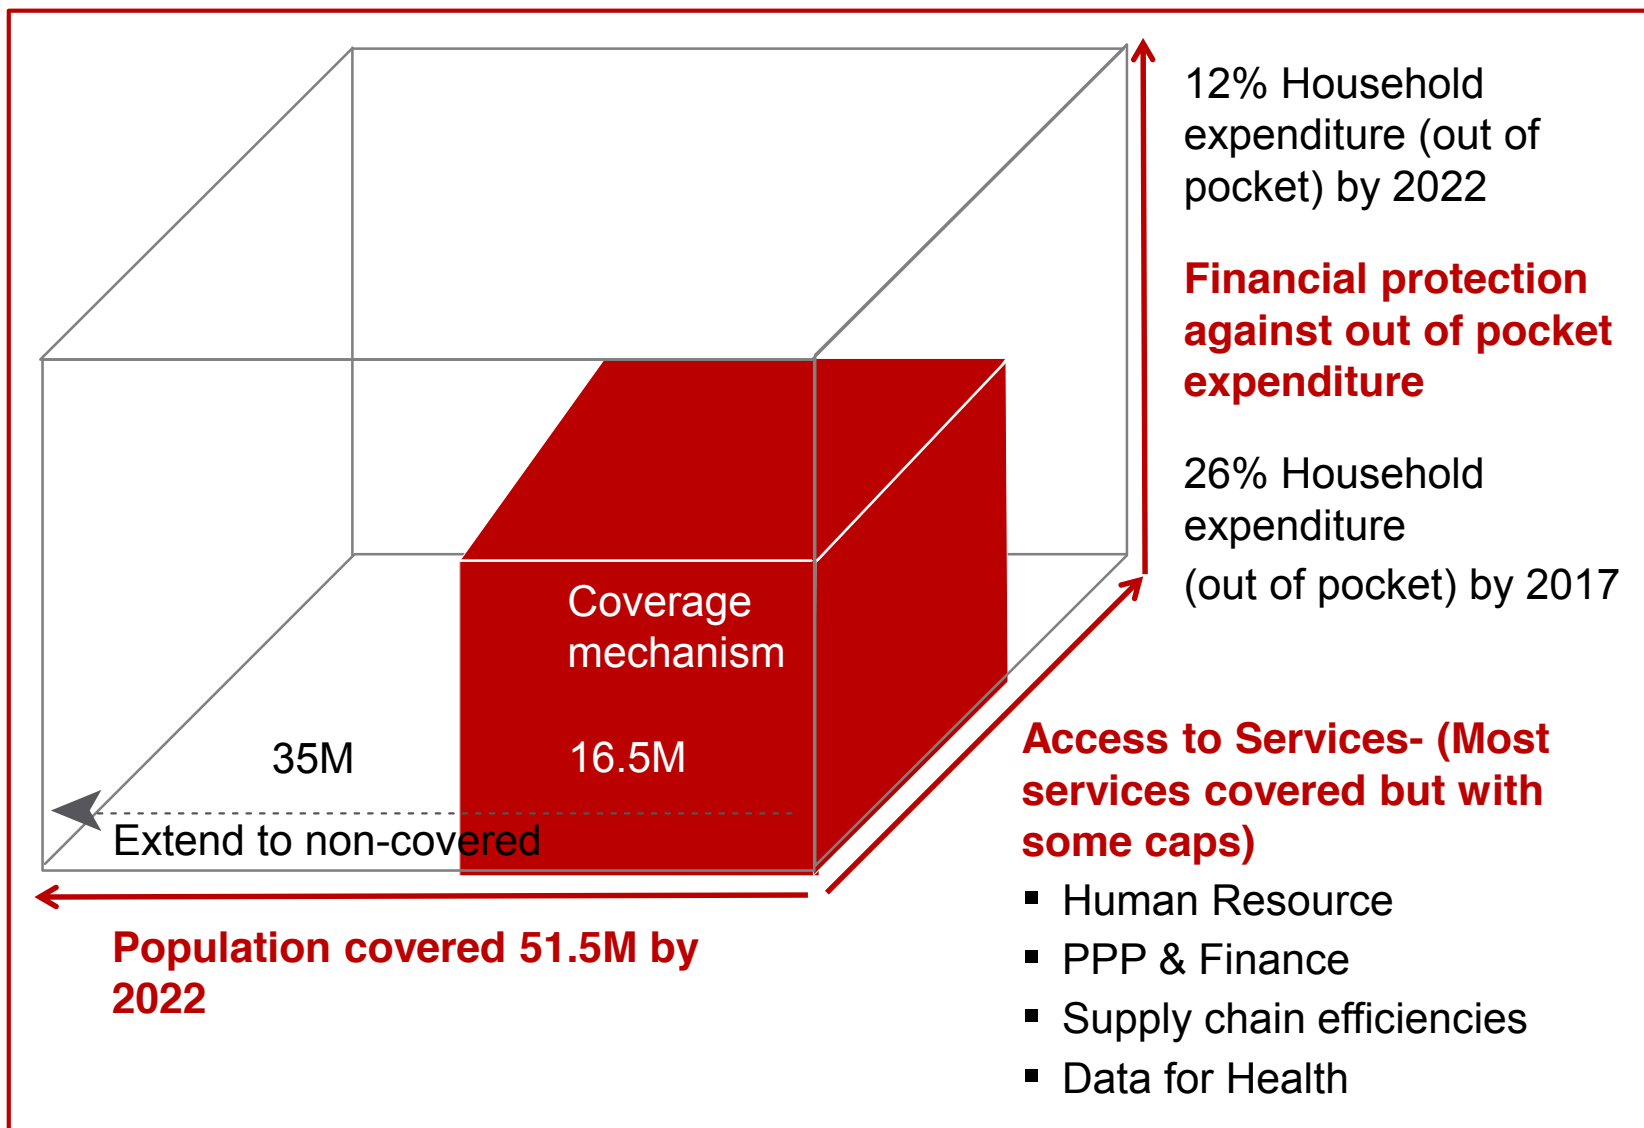 12% Household
expenditure (out of
pocket) by 2022
Financial protection
against out of pocket
expenditure
26% Household
expenditure
(out of pocket) by 2017
Coverage
mechanism
35M
16.5M
Extend to non-covered
Population covered 51.5M by
2022
Access to Services- (Most
services covered but with
some caps)
▪ Human Resource
▪ PPP & Finance
▪ Supply chain efficiencies
▪ Data for Health